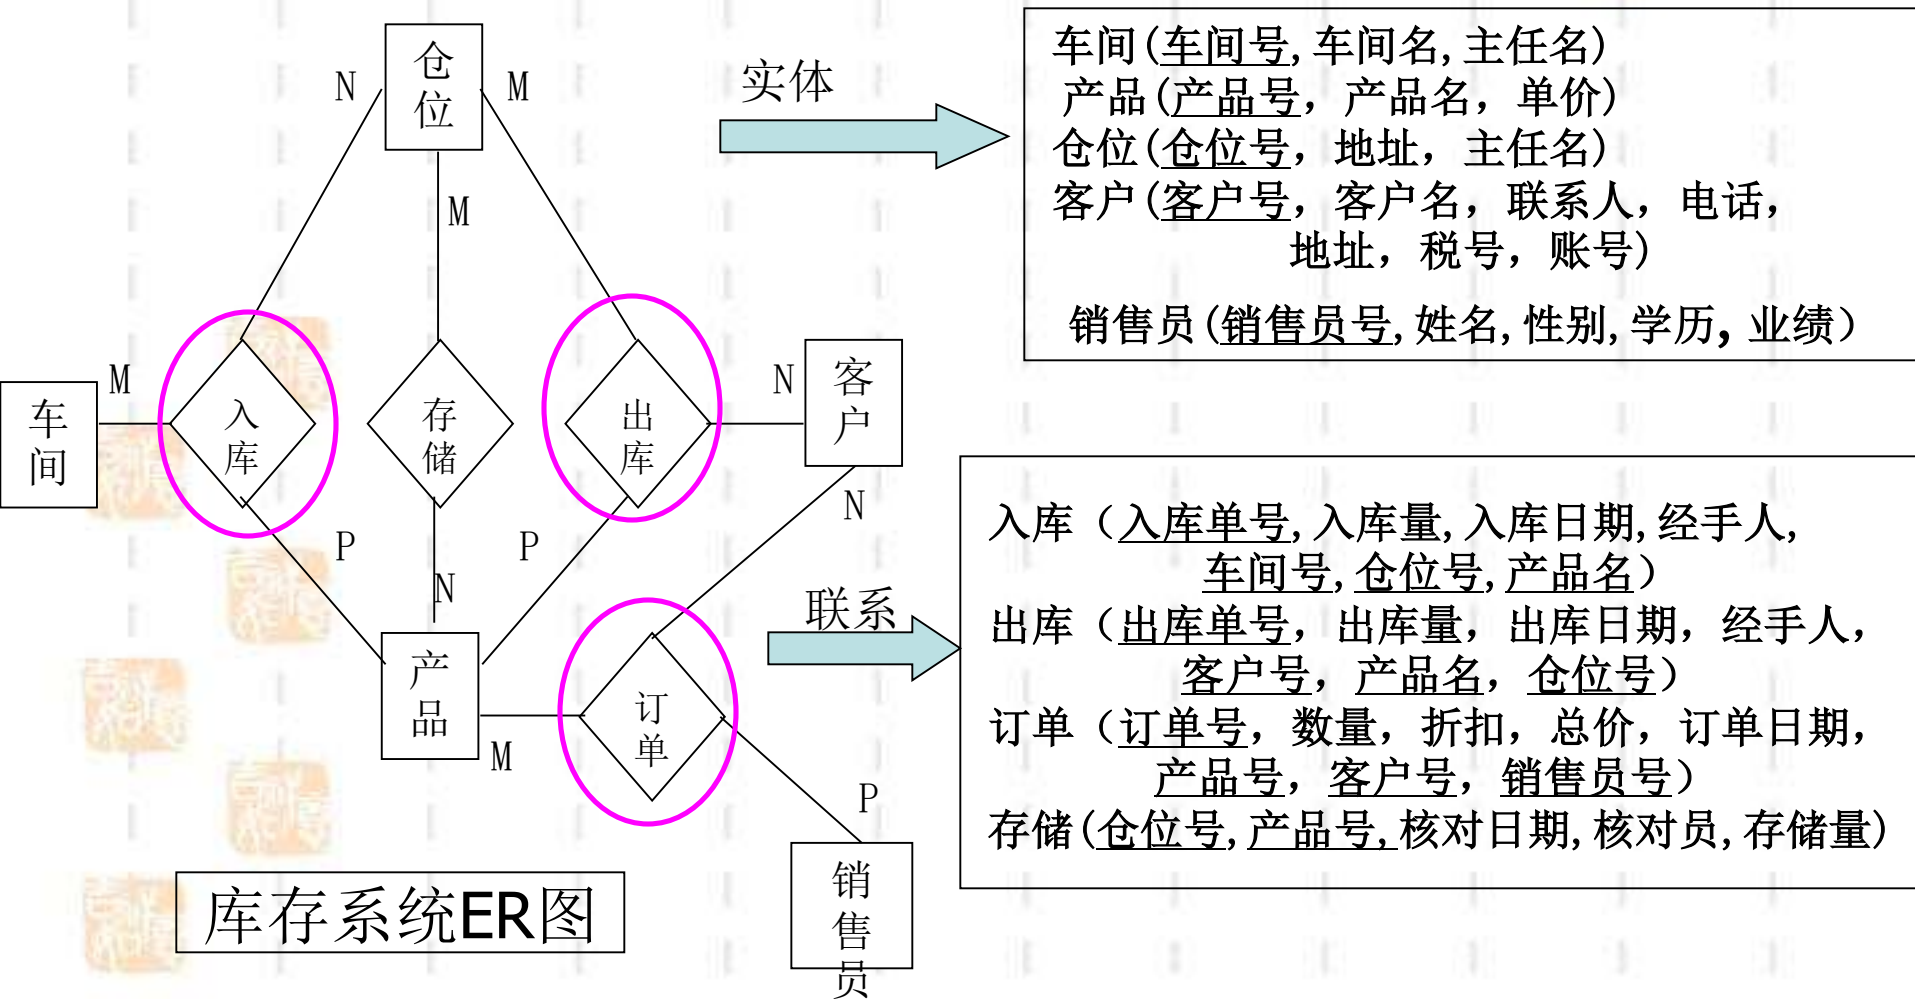 仓位
N
M
M
车间
M
入库
存储
出库
N
客户
P
N
P
N
产品
M
订单
P
销售员
库存系统ER图
实体
车间(车间号,车间名,主任名)
产品(产品号，产品名，单价)
仓位(仓位号，地址，主任名)
客户(客户号，客户名，联系人，电话，
地址，税号，账号)
销售员(销售员号,姓名,性别,学历,业绩）
联系
入库（入库单号,入库量,入库日期,经手人,
车间号,仓位号,产品名）
出库（出库单号，出库量，出库日期，经手人，
客户号，产品名，仓位号）
订单（订单号，数量，折扣，总价，订单日期，
产品号，客户号，销售员号）
存储(仓位号,产品号,核对日期,核对员,存储量)